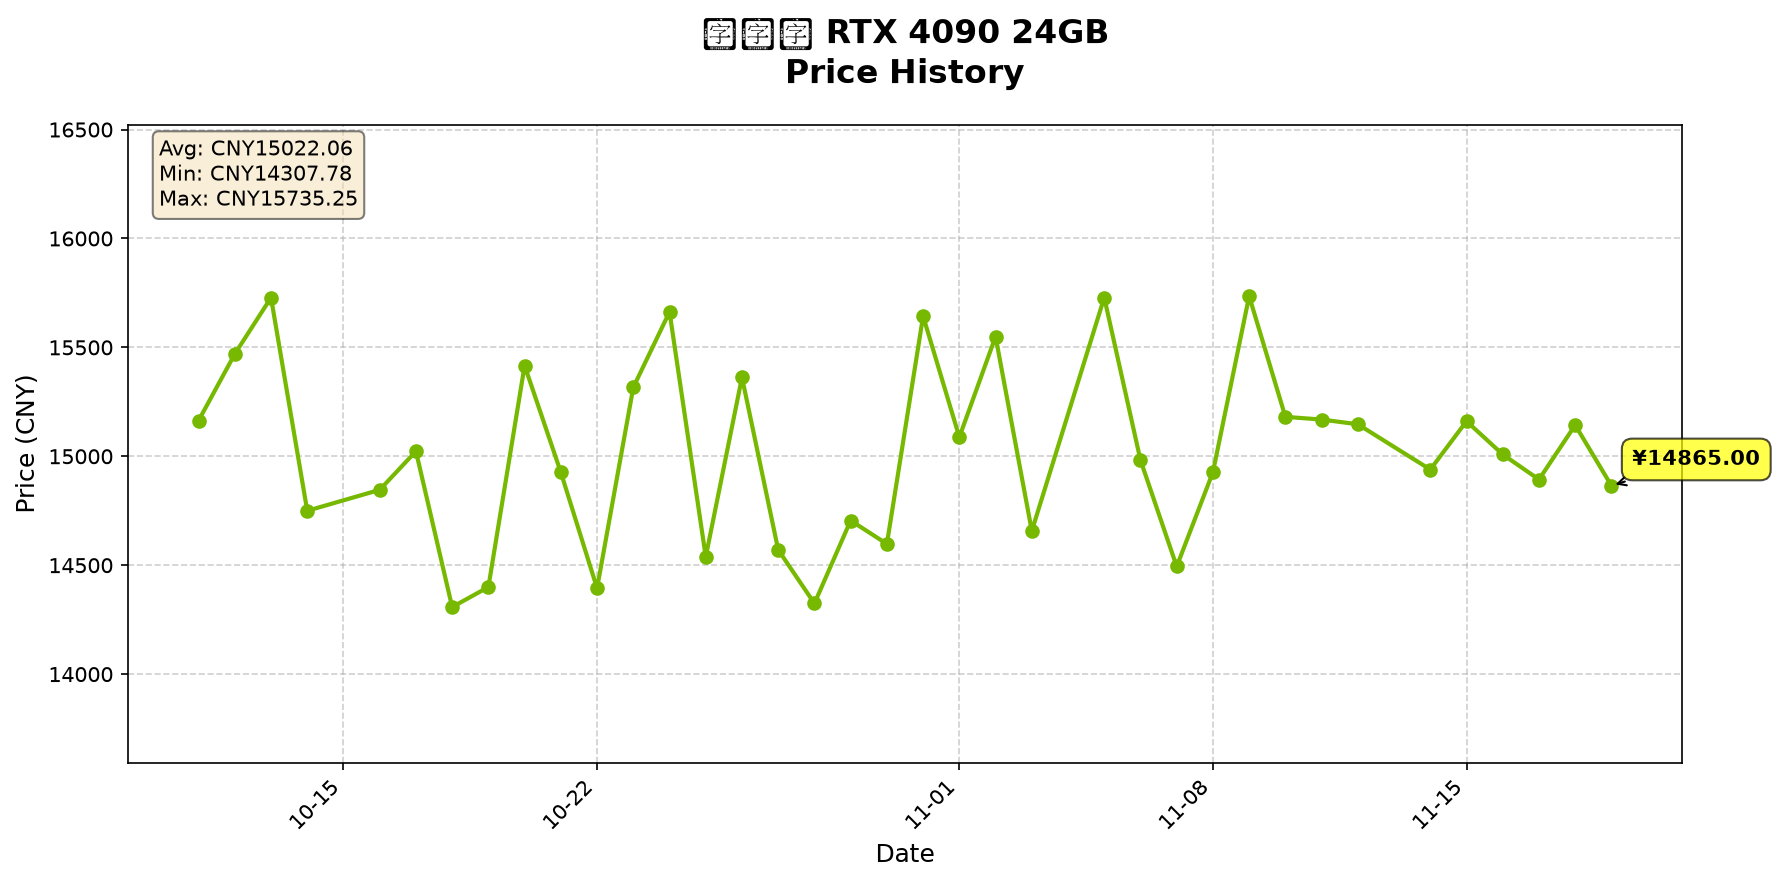 RTX 4090 24GB
Price History
Avg: CNY15022.06
Min: CNY14307.78
Max: CNY15735.25
Price (CNY)
16500
16000
15500
15000
14500
14000
¥14865.00
10-15
10-22
11-01
11-08
11-15
Date